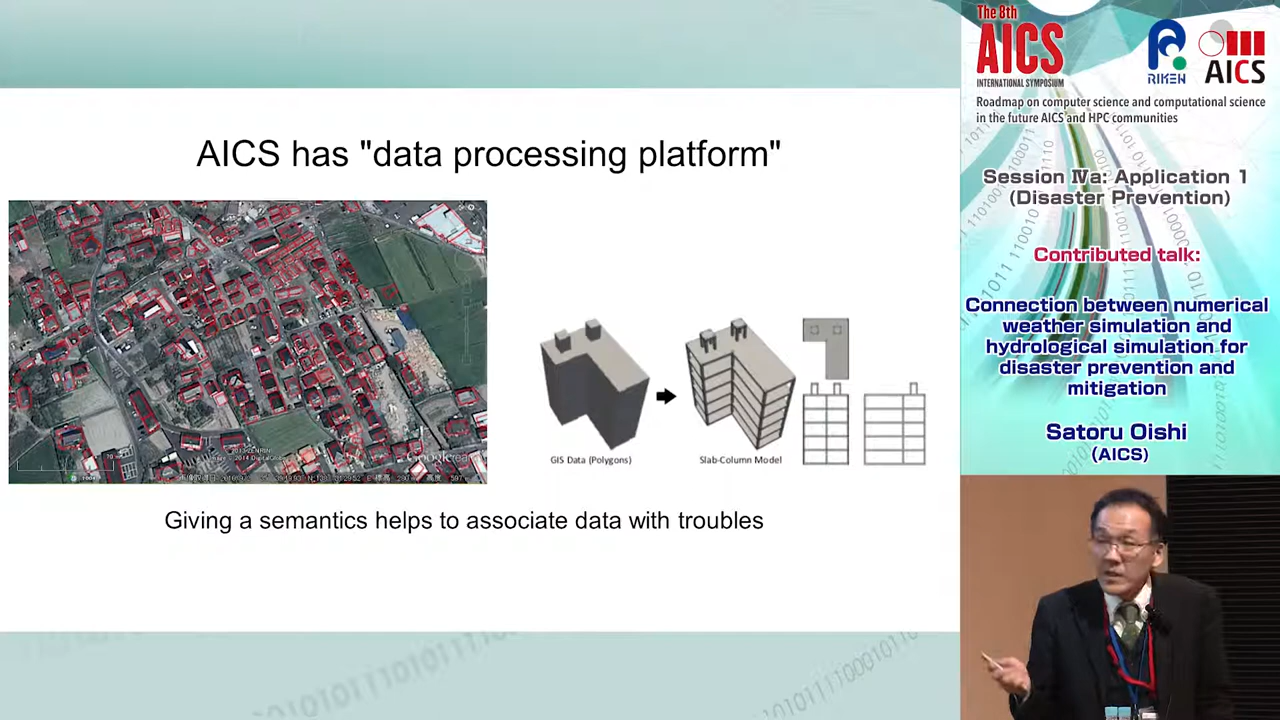 AICS has "data processing platform"
GIS Data (Polygons)
Slab-Column Model
Giving a semantics helps to associate data with troubles
The 8th
AICS
INTERNATIONAL SYMPOSIUM
RIKEN
AICS
Roadmap on computer science and computational science
in the future AICS and HPC communities
Session Ⅳa: Application 1
(Disaster Prevention)
Contributed talk:
Connection between numerical
weather simulation and
hydrological simulation for
disaster prevention and
mitigation
Satoru Oishi
(AICS)